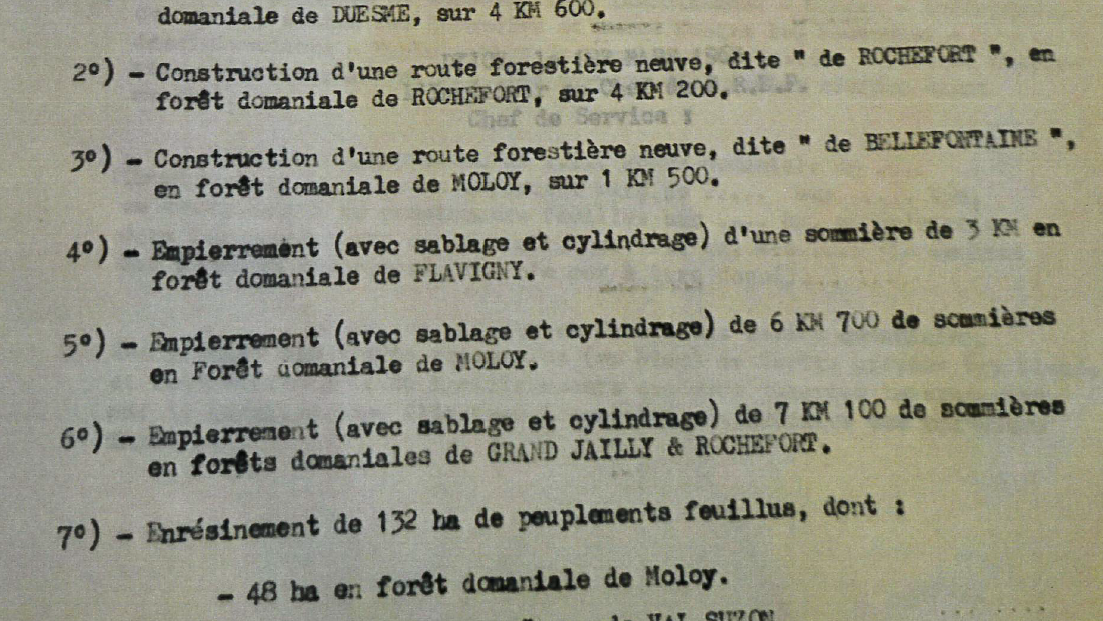 domaniale de DUESME, sur 4 KM 600.
2°) - Construction d'une route forestière neuve, dite " de ROCHEFORT ", en
forêt domaniale de ROCHEFORT, sur 4 KM 200.
Chef de Service :
3°) - Construction d'une route forestière neuve, dite " de BELLEFONTAINE ",
en forêt domaniale de MOLOY, sur 1 KM 500.
4°) - Empierrement (avec sablage et cylindrage) d'une sommière de 3 KM en
forêt domaniale de FLAVIGNY.
5°) - Empierrement (avec sablage et cylindrage) de 6 KM 700 de sommières
en Forêt domaniale de MOLOY.
6°) - Empierrement (avec sablage et cylindrage) de 7 KM 100 de sommières
en forêts domaniales de GRAND JAILLY & ROCHEFORT.
7°) - Enrésinement de 132 ha de peuplements feuillus, dont :
- 48 ha en forêt domaniale de Moloy.
VAL SUZON